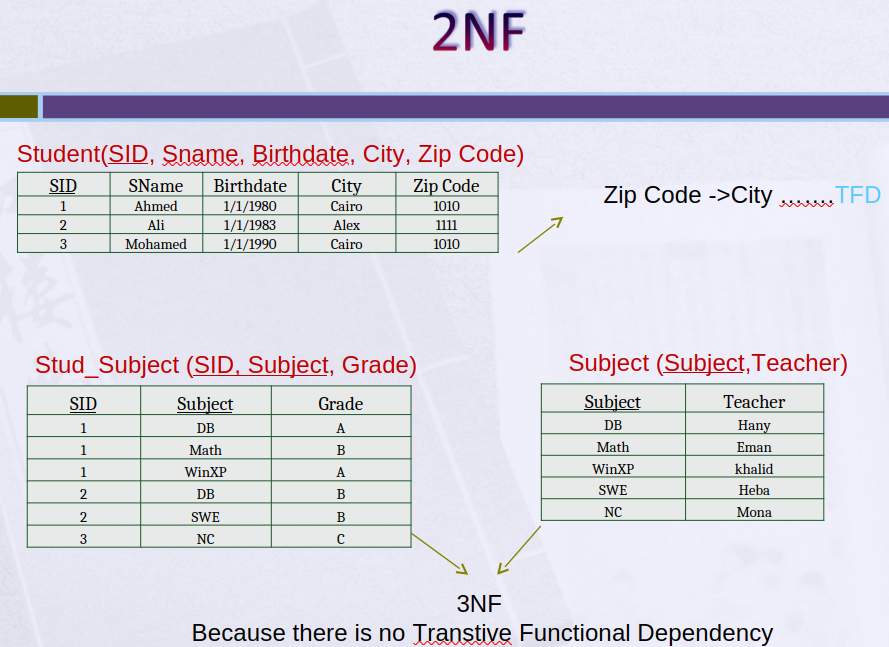 2NF
Student(SID, Sname, Birthdate, City, Zip Code)
SID SName Birthdate City Zip Code
1 Ahmed 1/1/1980 Cairo 1010
2 Ali 1/1/1983 Alex 1111
3 Mohamed 1/1/1990 Cairo 1010
Zip Code ->City .......TFD
Stud_Subject (SID, Subject, Grade)
SID Subject Grade
1 DB A
1 Math B
1 WinXP A
2 DB B
2 SWE B
3 NC C
Subject (Subject,Teacher)
Subject Teacher
DB Hany
Math Eman
WinXP khalid
SWE Heba
NC Mona
3NF
Because there is no Transtive Functional Dependency